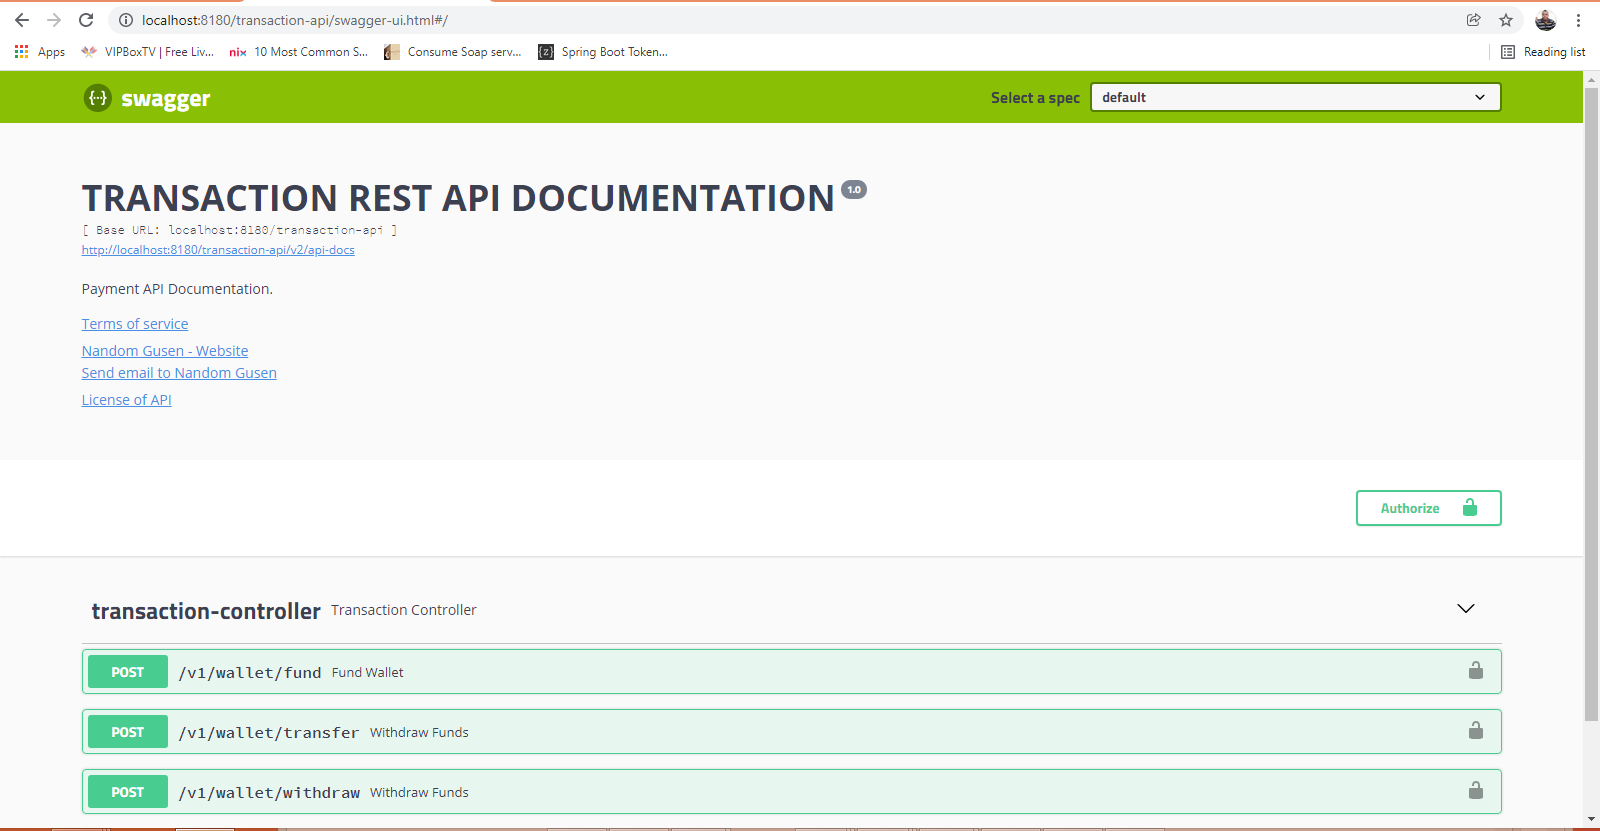 localhost:8180/transaction-api/swagger-ui.html#/
Apps
VIPBoxTV | Free Liv...
nix 10 Most Common S...
Consume Soap serv...
{z} Spring Boot Token...
Reading list
{··} swagger
Select a spec
default
TRANSACTION REST API DOCUMENTATION 1.0
[ Base URL: localhost:8180/transaction-api ]
http://localhost:8180/transaction-api/v2/api-docs
Payment API Documentation.
Terms of service
Nandom Gusen - Website
Send email to Nandom Gusen
License of API
Authorize
transaction-controller Transaction Controller
POST /v1/wallet/fund Fund Wallet
POST /v1/wallet/transfer Withdraw Funds
POST /v1/wallet/withdraw Withdraw Funds